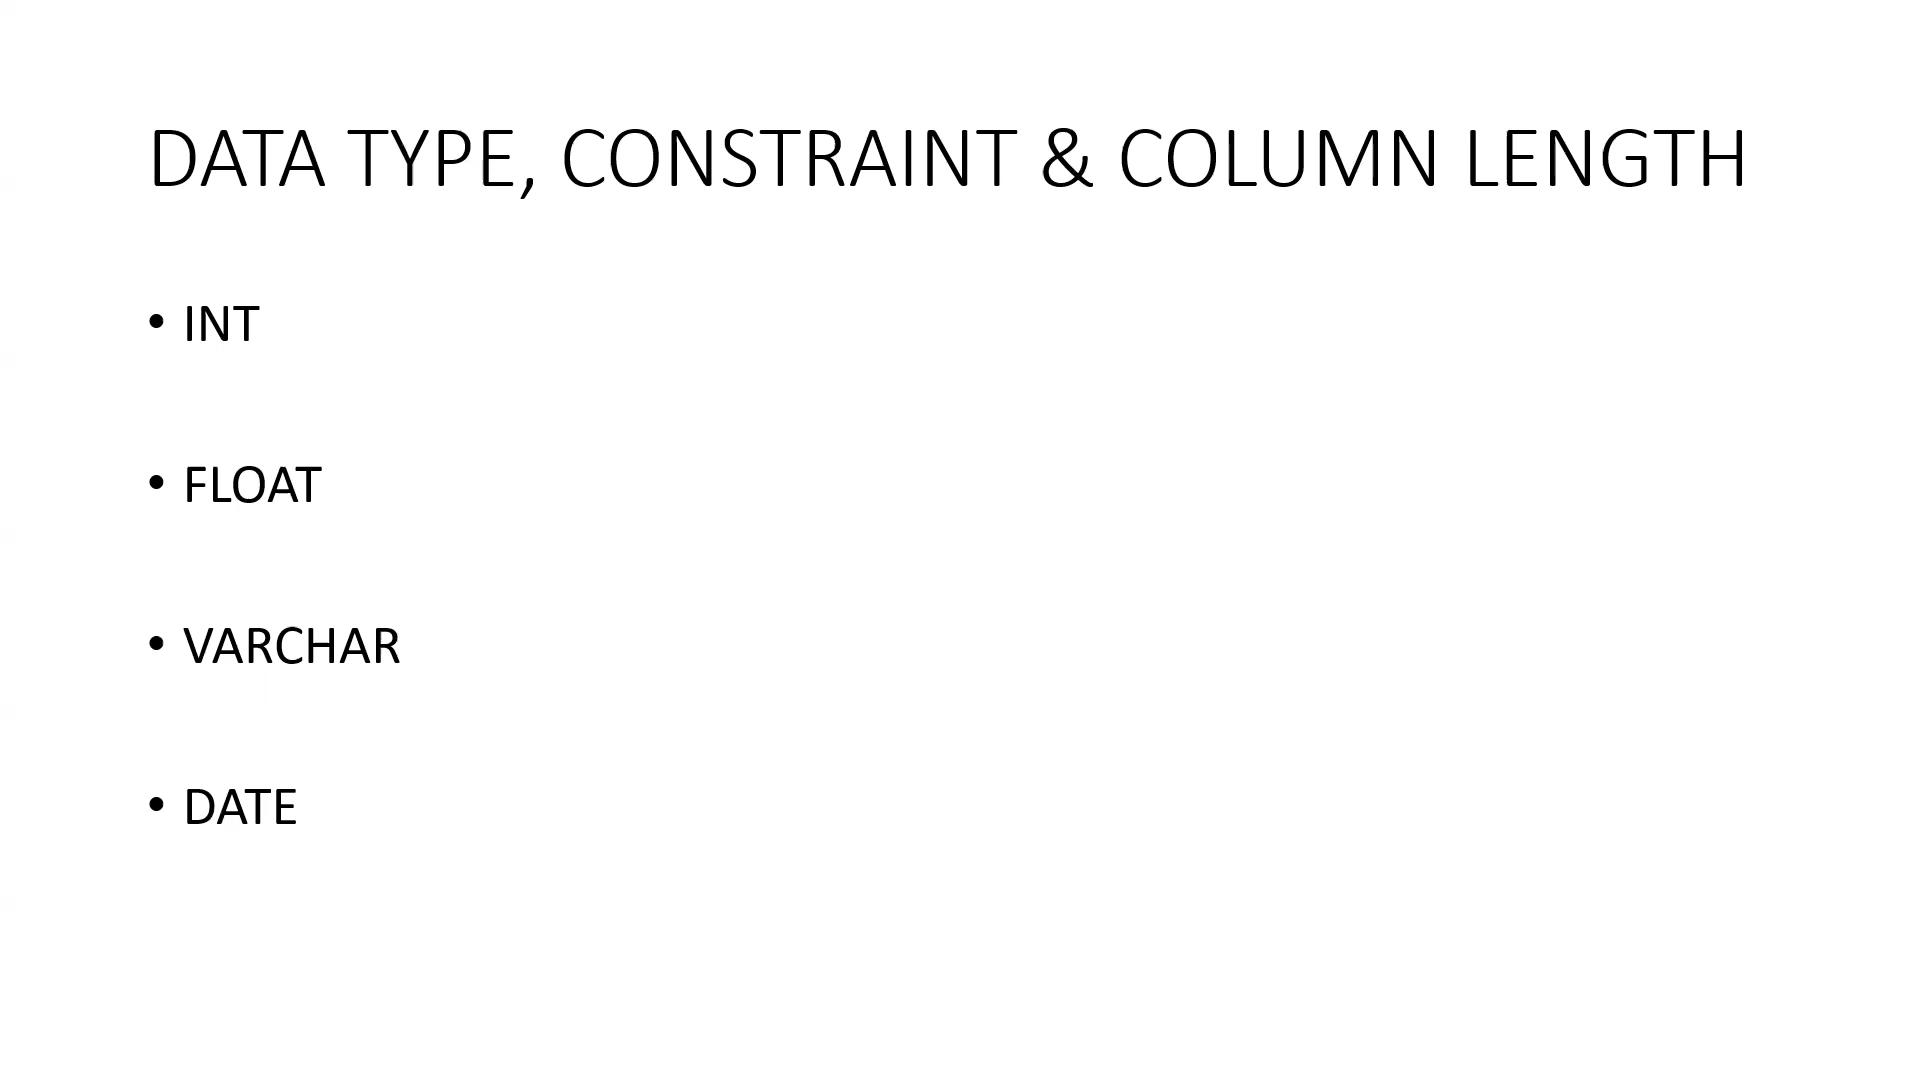 DATA TYPE, CONSTRAINT & COLUMN LENGTH
• INT
• FLOAT
• VARCHAR
• DATE